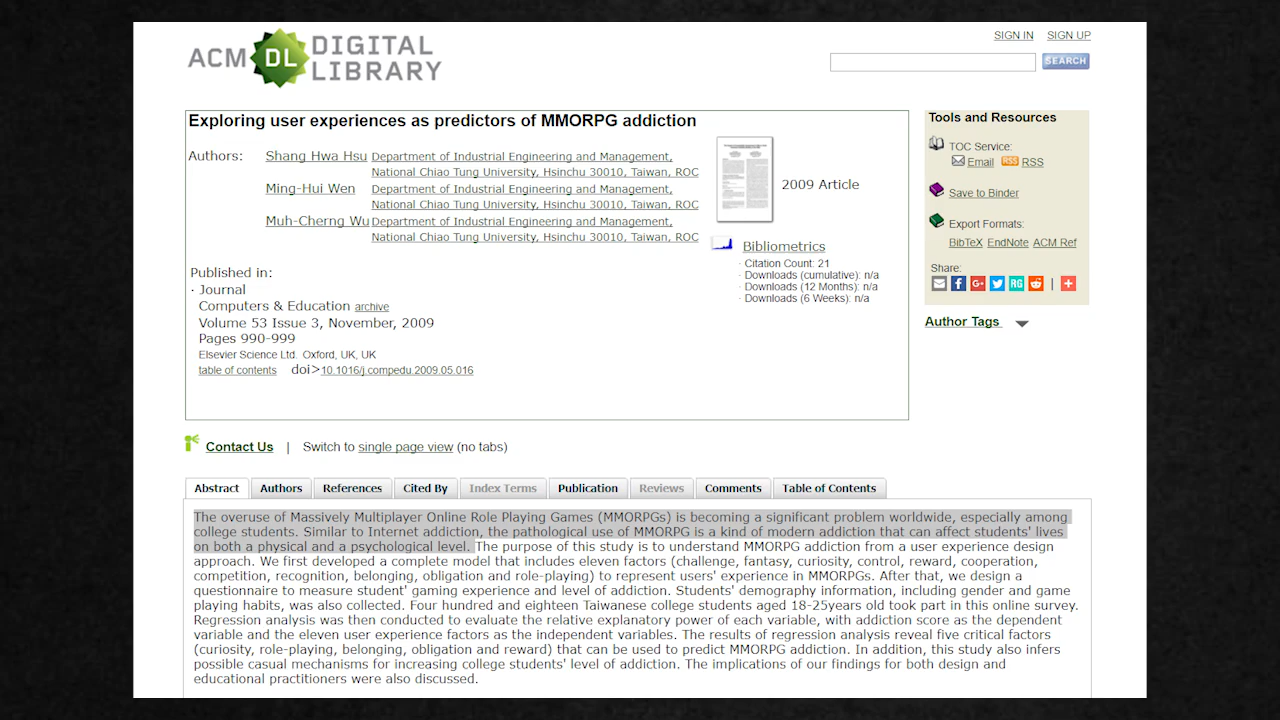 ACM DL DIGITAL LIBRARY
SIGN IN SIGN UP
SEARCH
Exploring user experiences as predictors of MMORPG addiction
Authors: Shang Hwa Hsu Department of Industrial Engineering and Management,
National Chiao Tung University, Hsinchu 30010, Taiwan, ROC
Ming-Hui Wen Department of Industrial Engineering and Management,
National Chiao Tung University, Hsinchu 30010, Taiwan, ROC
Muh-Cherng Wu Department of Industrial Engineering and Management,
National Chiao Tung University, Hsinchu 30010, Taiwan, ROC
2009 Article
Bibliometrics
· Citation Count: 21
· Downloads (cumulative): n/a
· Downloads (12 Months): n/a
· Downloads (6 Weeks): n/a
Published in:
· Journal
Computers & Education archive
Volume 53 Issue 3, November, 2009
Pages 990-999
Elsevier Science Ltd. Oxford, UK, UK
table of contents doi>10.1016/j.compedu.2009.05.016
Tools and Resources
TOC Service:
Email RSS RSS
Save to Binder
Export Formats:
BibTeX EndNote ACM Ref
Share:
G+ RG | +
Author Tags
Contact Us | Switch to single page view (no tabs)
Abstract Authors References Cited By Index Terms Publication Reviews Comments Table of Contents
The overuse of Massively Multiplayer Online Role Playing Games (MMORPGs) is becoming a significant problem worldwide, especially among
college students. Similar to Internet addiction, the pathological use of MMORPG is a kind of modern addiction that can affect students' lives
on both a physical and a psychological level. The purpose of this study is to understand MMORPG addiction from a user experience design
approach. We first developed a complete model that includes eleven factors (challenge, fantasy, curiosity, control, reward, cooperation,
competition, recognition, belonging, obligation and role-playing) to represent users' experience in MMORPGs. After that, we design a
questionnaire to measure student' gaming experience and level of addiction. Students' demography information, including gender and game
playing habits, was also collected. Four hundred and eighteen Taiwanese college students aged 18-25years old took part in this online survey.
Regression analysis was then conducted to evaluate the relative explanatory power of each variable, with addiction score as the dependent
variable and the eleven user experience factors as the independent variables. The results of regression analysis reveal five critical factors
(curiosity, role-playing, belonging, obligation and reward) that can be used to predict MMORPG addiction. In addition, this study also infers
possible casual mechanisms for increasing college students' level of addiction. The implications of our findings for both design and
educational practitioners were also discussed.